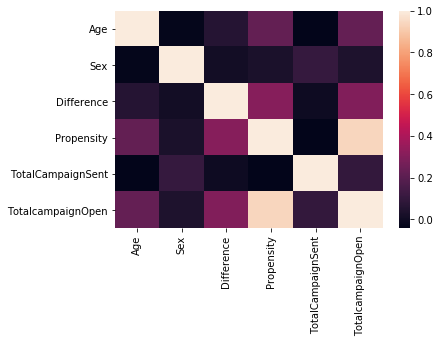 Age
Sex
Difference
Propensity
TotalCampaignSent
TotalcampaignOpen
Age
Sex
Difference
Propensity
TotalCampaignSent
TotalcampaignOpen
1.0
0.8
0.6
0.4
0.2
0.0